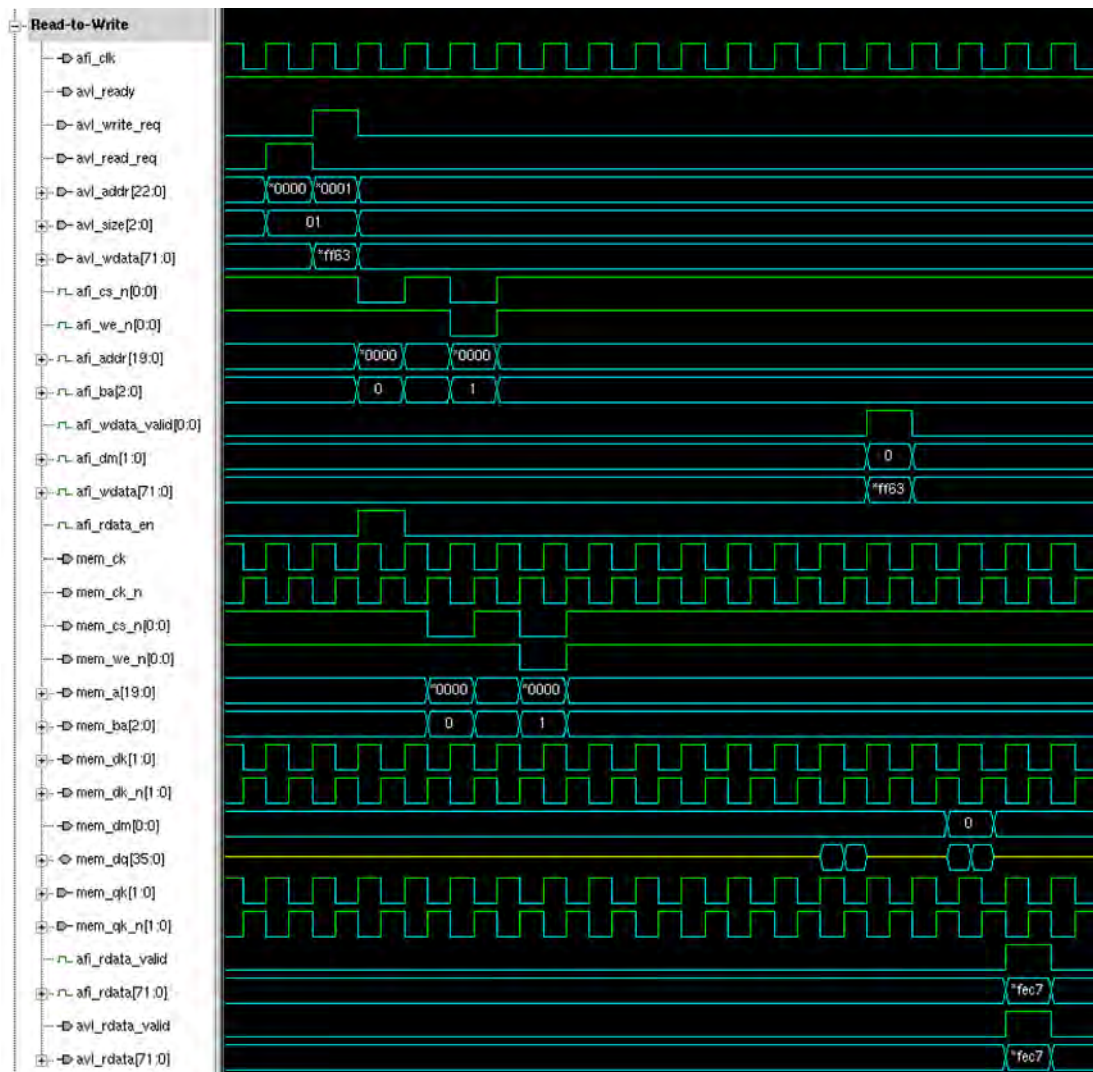 Read-to-Write
afi_clk
avl_ready
avl_write_req
avl_read_req
avl_addr[22:0] *0000 *0001
avl_size[2:0] 01
avl_wdata[71:0] *ff63
afi_cs_n[0:0]
afi_we_n[0:0]
afi_addr[19:0] *0000 *0000
afi_ba[2:0] 0 1
afi_wdata_valid[0:0]
afi_dm[1:0] 0
afi_wdata[71:0] *ff63
afi_rdata_en
mem_ck
mem_ck_n
mem_cs_n[0:0]
mem_we_n[0:0]
mem_a[19:0] *0000 *0000
mem_ba[2:0] 0 1
mem_dk[1:0]
mem_dk_n[1:0]
mem_dm[0:0] 0
mem_dq[35:0]
mem_qk[1:0]
mem_qk_n[1:0]
afi_rdata_valid
afi_rdata[71:0] *fec7
avl_rdata_valid
avl_rdata[71:0] *fec7